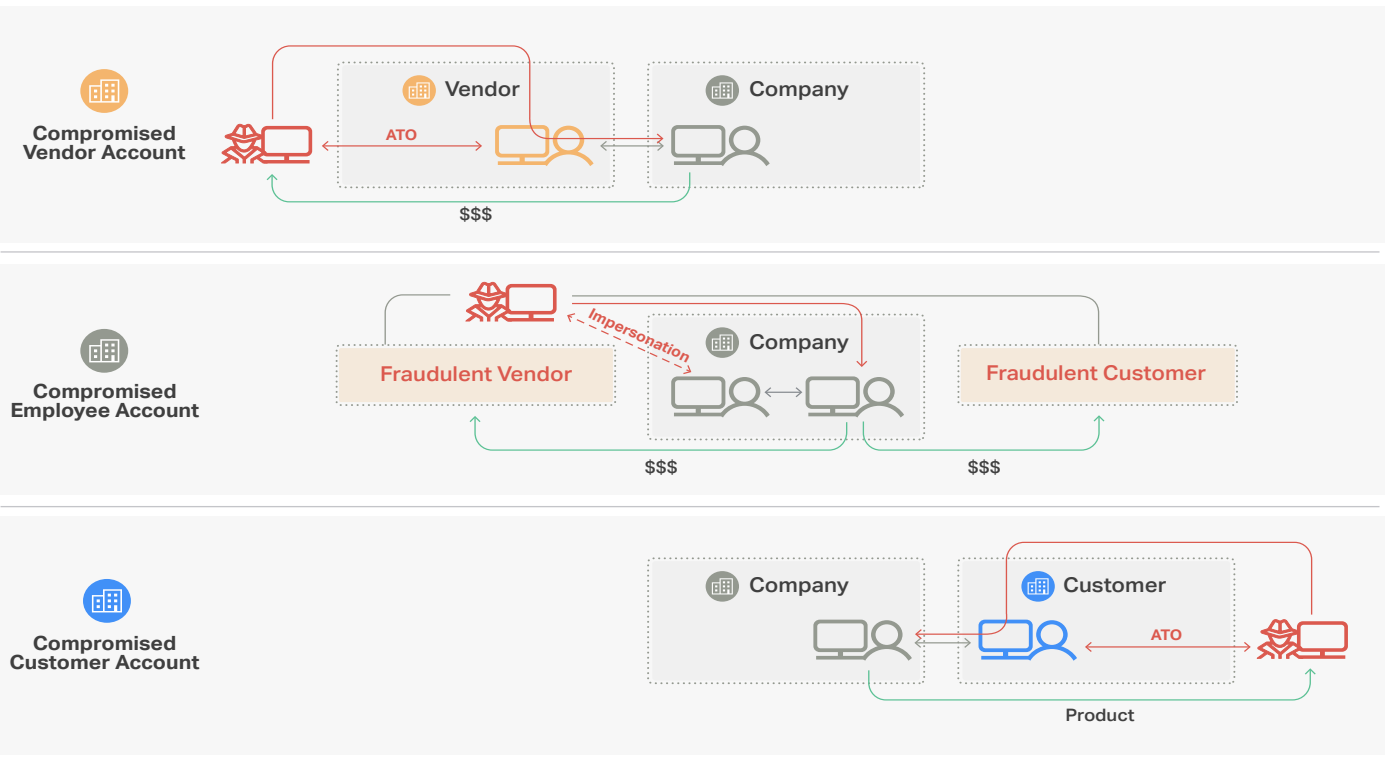 Compromised
Vendor Account
Vendor
Company
ATO
$$$
Compromised
Employee Account
Impersonation
Company
Fraudulent Vendor
Fraudulent Customer
$$$
$$$
Compromised
Customer Account
Company
Customer
ATO
Product